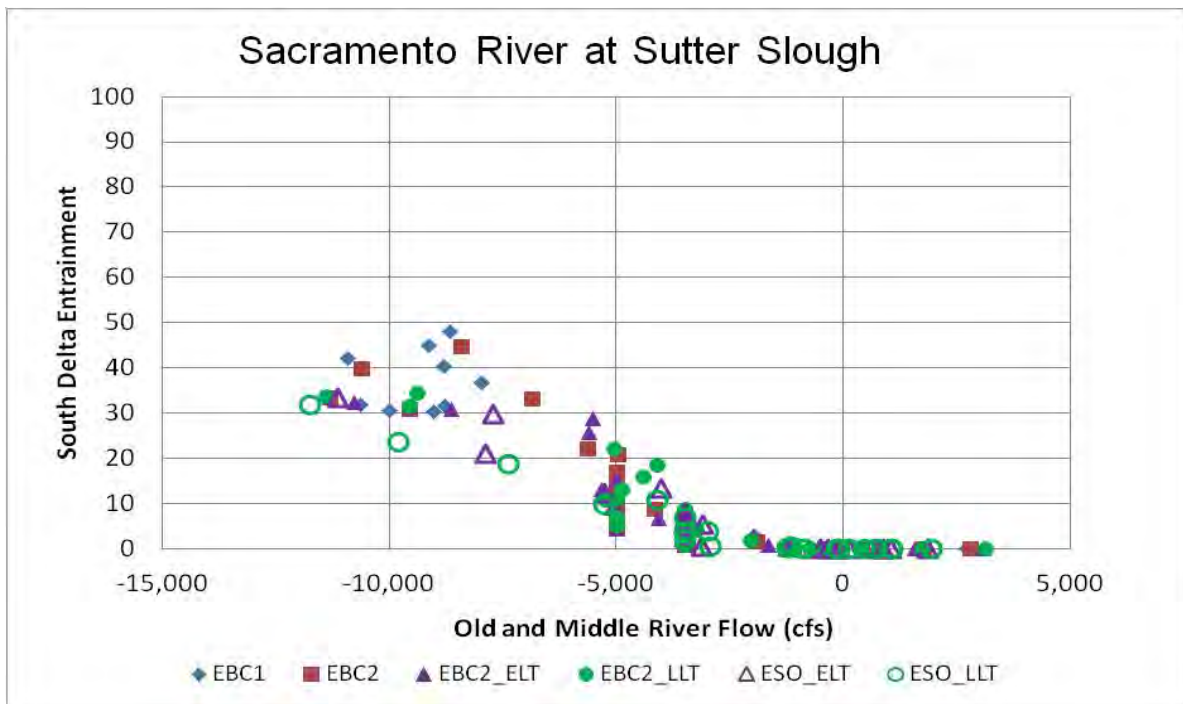 Sacramento River at Sutter Slough
100
90
80
70
60
50
40
30
20
10
0
South Delta Entrainment
-15,000 -10,000 -5,000 0 5,000
Old and Middle River Flow (cfs)
EBC1 EBC2 EBC2_ELT EBC2_LLT ESO_ELT ESO_LLT